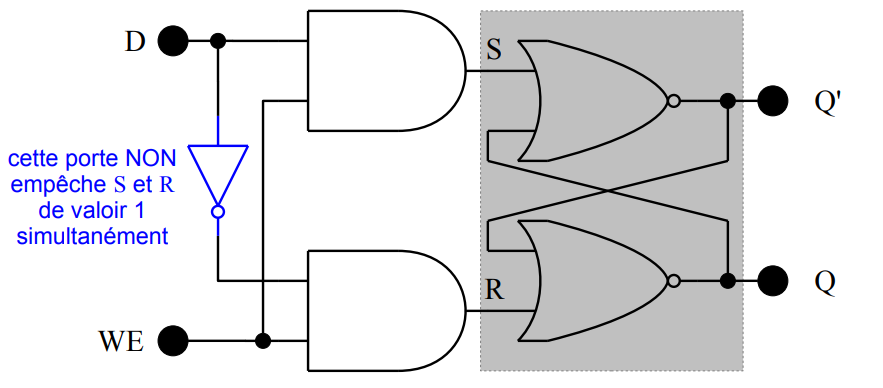 D
S
Q'
cette porte NON
empêche S et R
de valoir 1
simultanément
R
Q
WE